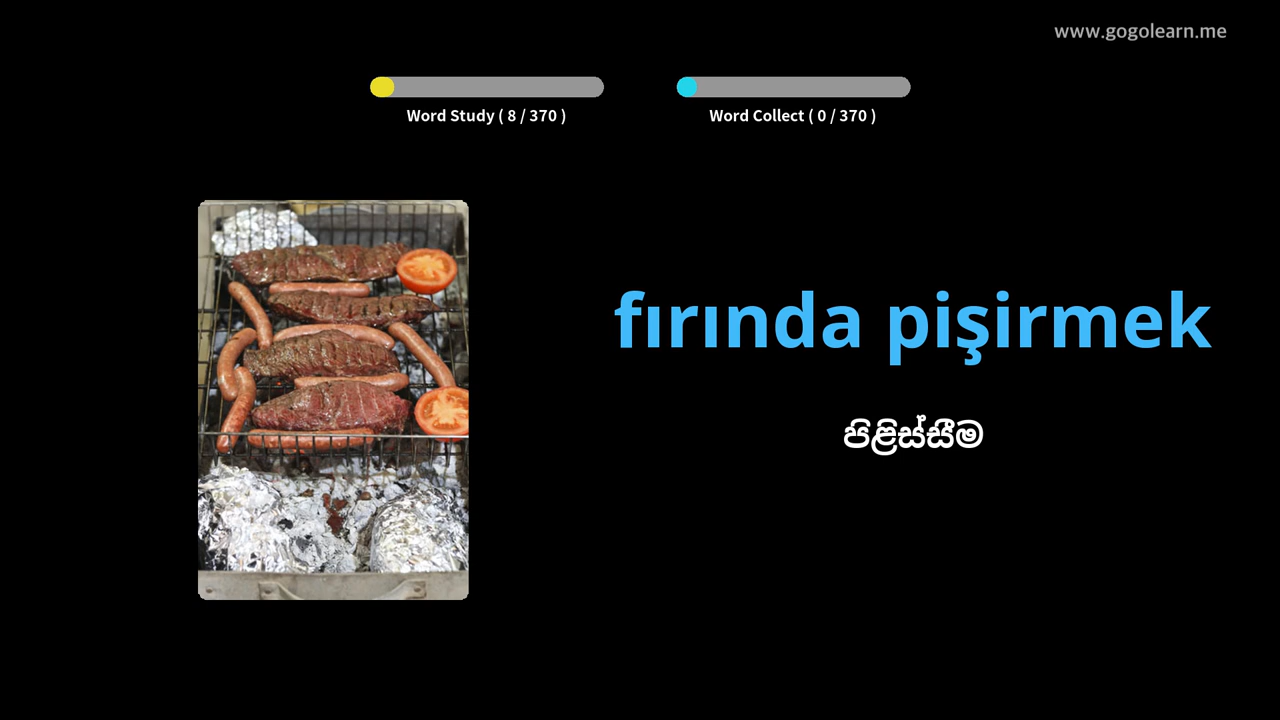 www.gogolearn.me
Word Study ( 8 / 370 )
Word Collect ( 0 / 370 )
fırında pişirmek
පිළිස්සීම